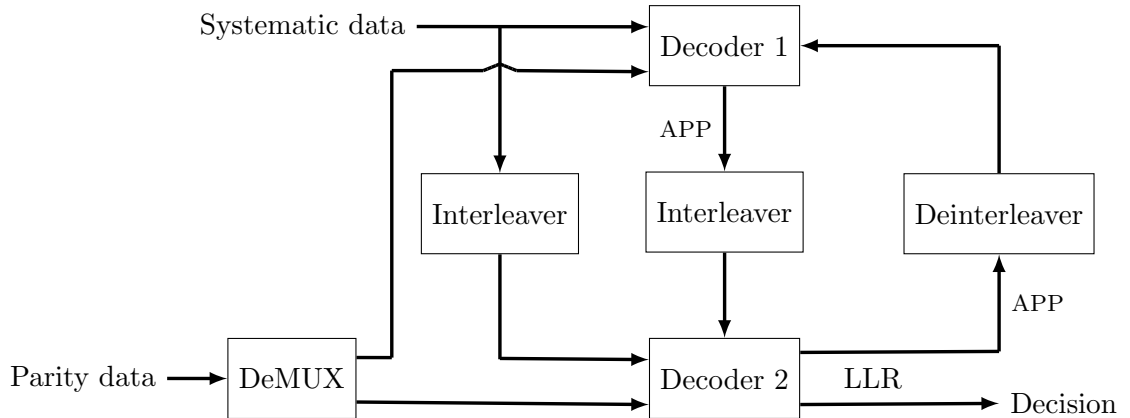 Systematic data
Decoder 1
APP
Interleaver
Interleaver
Deinterleaver
APP
Parity data
DeMUX
Decoder 2
LLR
Decision